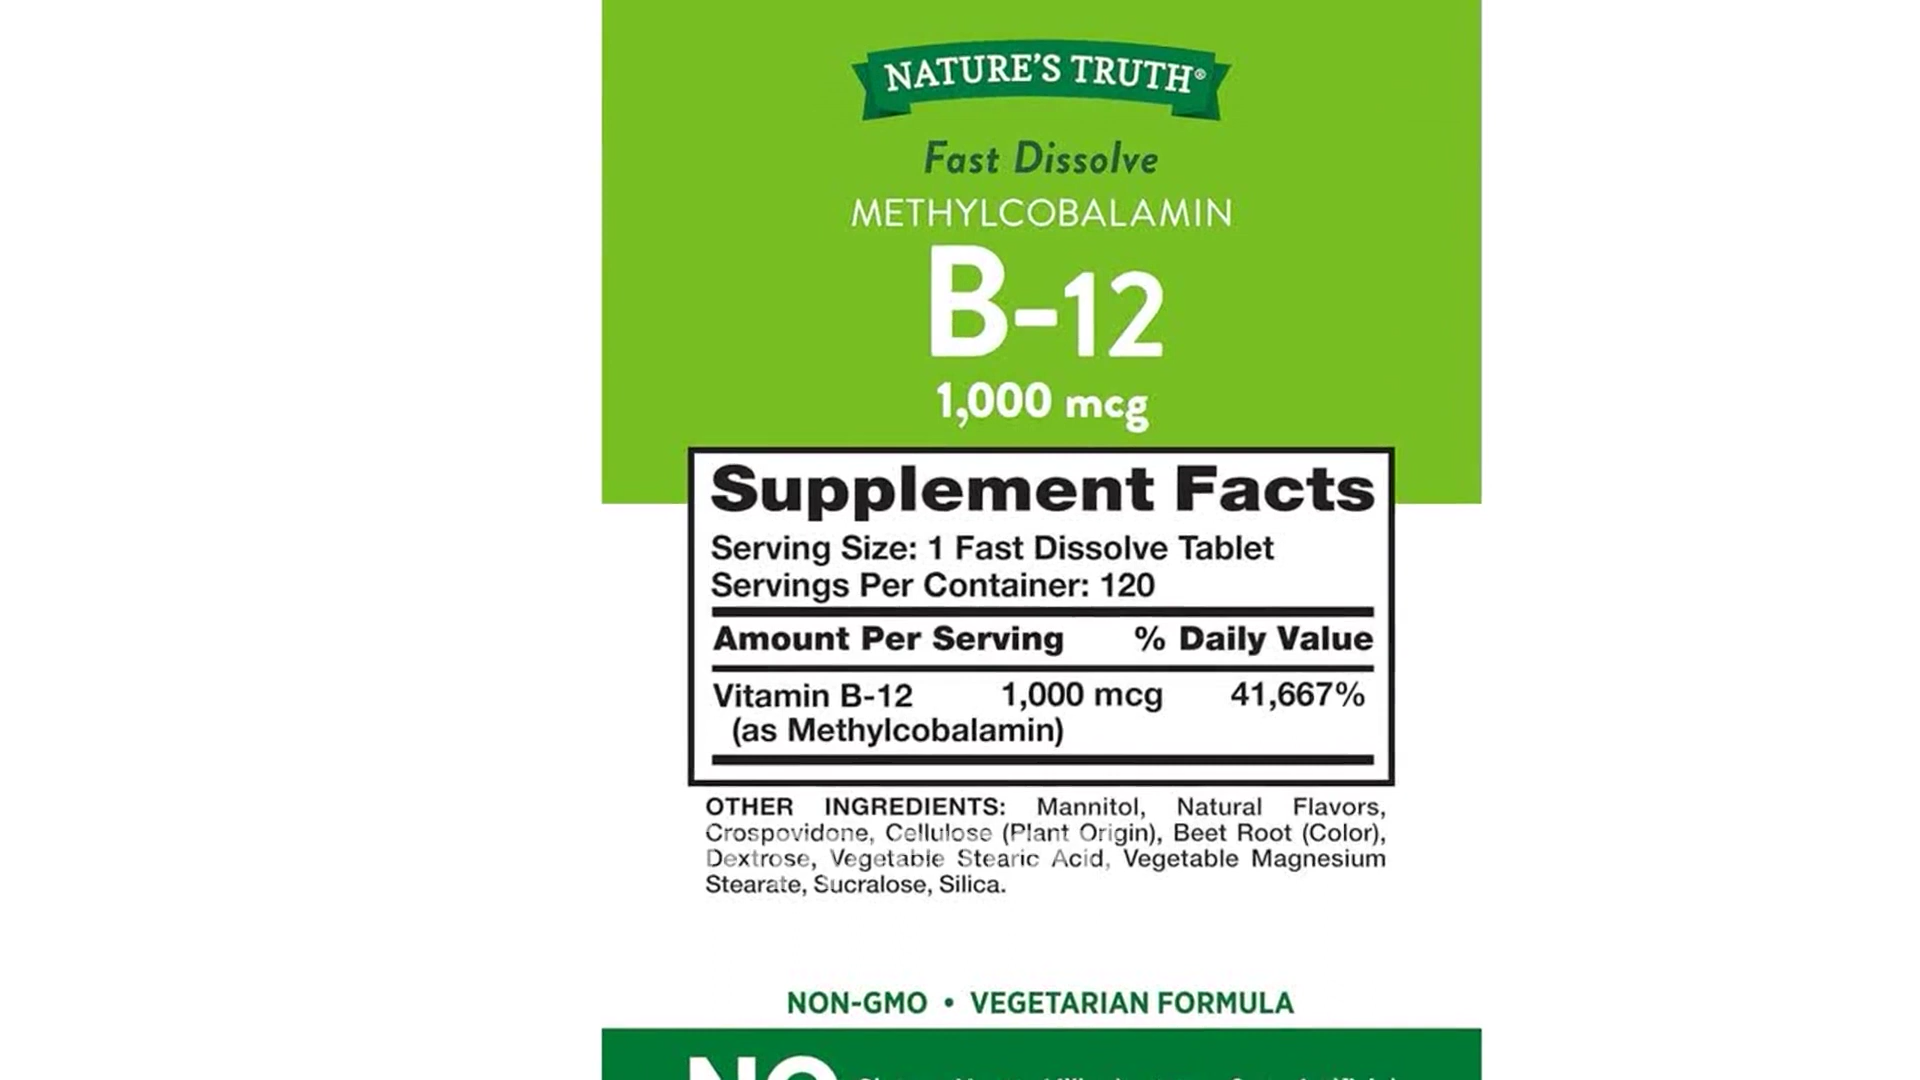 NATURE'S TRUTH®
Fast Dissolve
METHYLCOBALAMIN
B-12
1,000 mcg
Supplement Facts
Serving Size: 1 Fast Dissolve Tablet
Servings Per Container: 120
Amount Per Serving % Daily Value
Vitamin B-12 1,000 mcg 41,667%
(as Methylcobalamin)
OTHER INGREDIENTS: Mannitol, Natural Flavors,
Crospovidone, Cellulose (Plant Origin), Beet Root (Color),
Dextrose, Vegetable Stearic Acid, Vegetable Magnesium
Stearate, Sucralose, Silica.
NON-GMO • VEGETARIAN FORMULA
NO